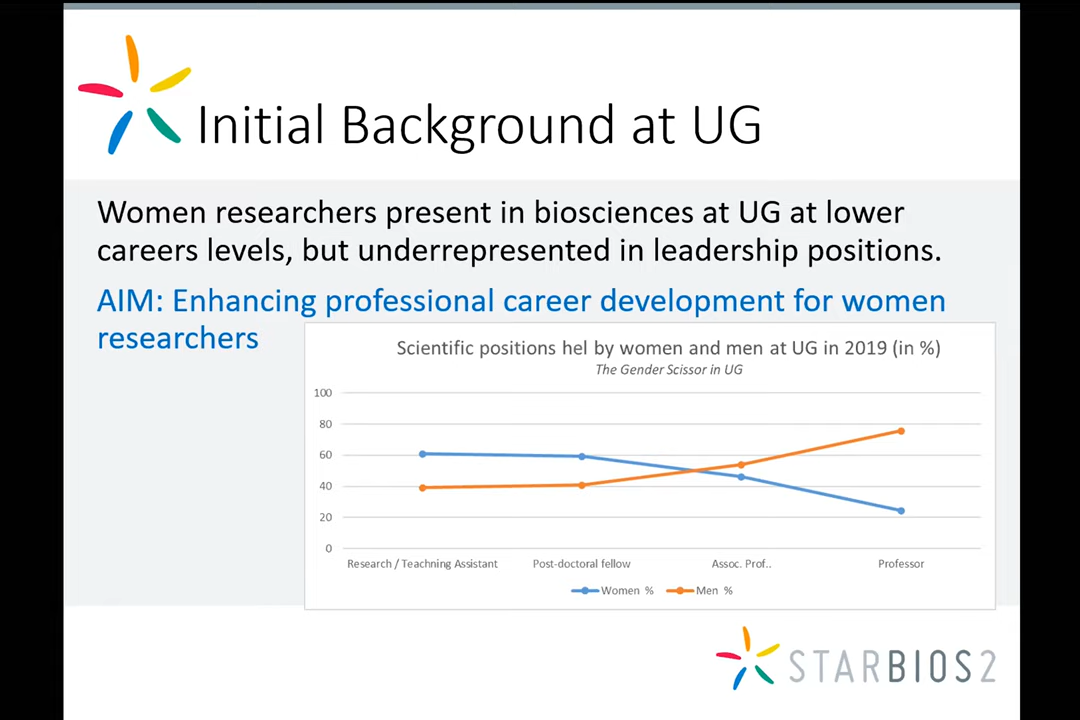 Initial Background at UG
Women researchers present in biosciences at UG at lower
careers levels, but underrepresented in leadership positions.
AIM: Enhancing professional career development for women
researchers
Scientific positions hel by women and men at UG in 2019 (in %)
The Gender Scissor in UG
100
80
60
40
20
0
Research / Teachning Assistant Post-doctoral fellow Assoc. Prof.. Professor
Women % Men %
STARBIOS2